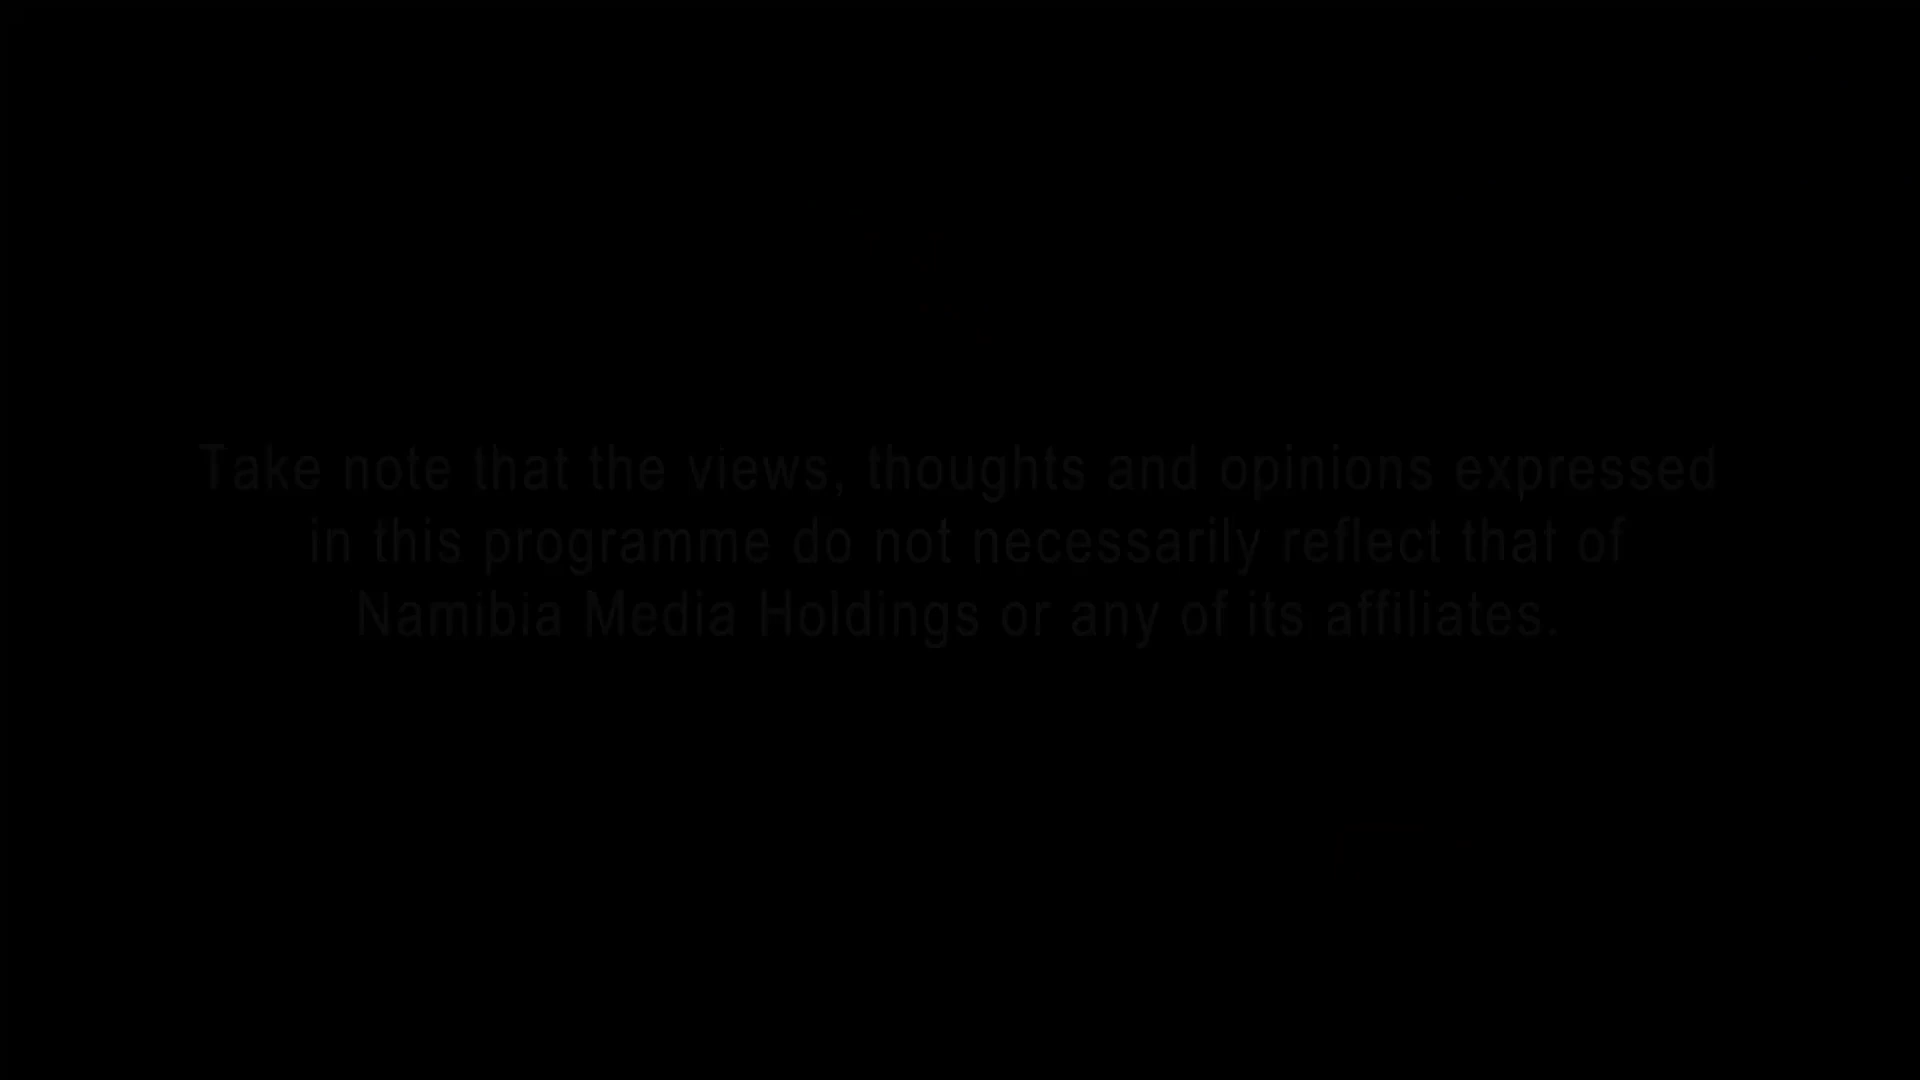 Take note that the views, thoughts and opinions expressed
in this programme do not necessarily reflect that of
Namibia Media Holdings or any of its affiliates.